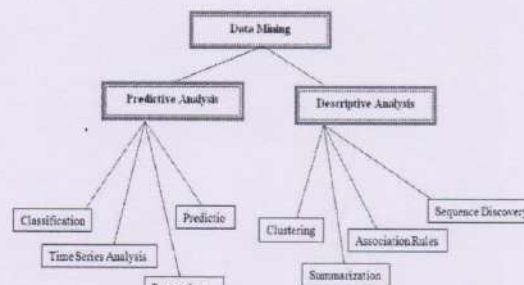 Data Mining
Predictive Analysis
Descriptive Analysis
Classification
Predictio
Clustering
Sequence Discovery
Time Series Analysis
Association Rules
Summarization